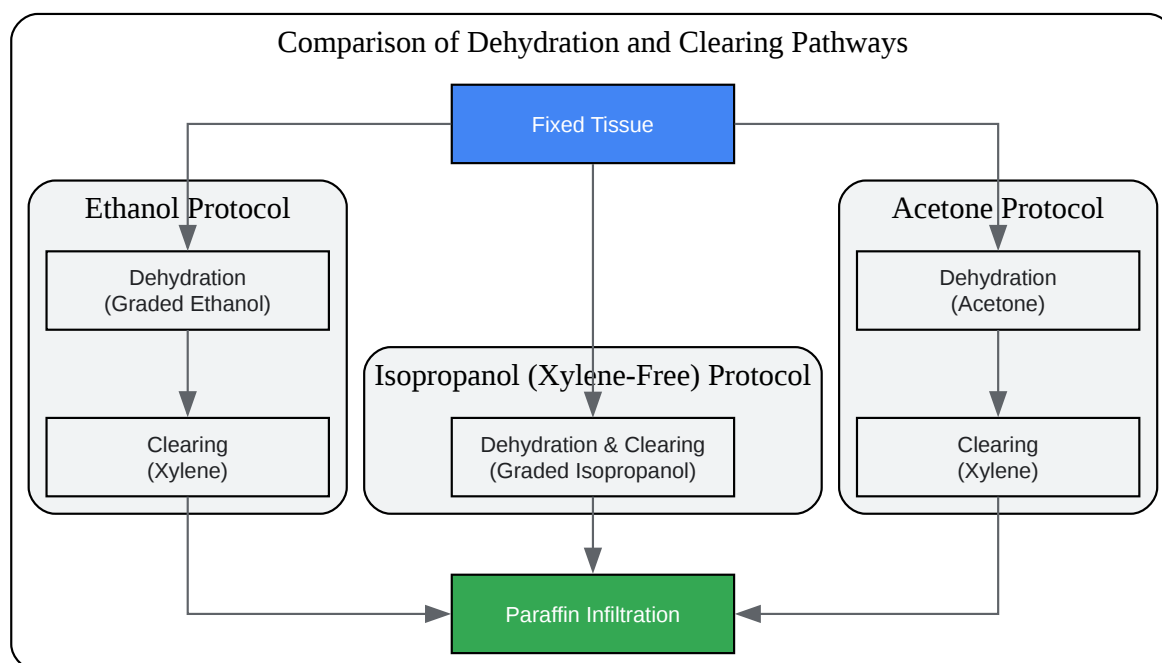 Comparison of Dehydration and Clearing Pathways
Fixed Tissue
Ethanol Protocol
Dehydration
(Graded Ethanol)
Clearing
(Xylene)
Isopropanol (Xylene-Free) Protocol
Dehydration & Clearing
(Graded Isopropanol)
Acetone Protocol
Dehydration
(Acetone)
Clearing
(Xylene)
Paraffin Infiltration